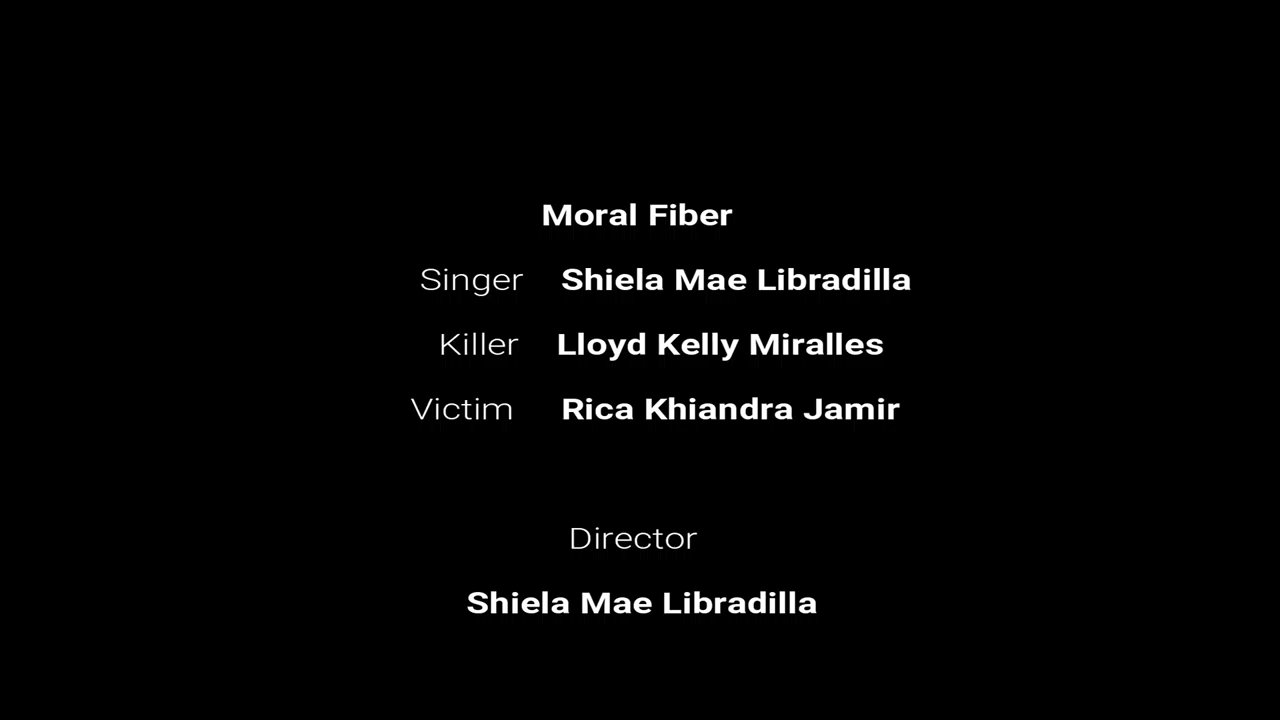 Moral Fiber
Singer Shiela Mae Libradilla
Killer Lloyd Kelly Miralles
Victim Rica Khiandra Jamir
Director
Shiela Mae Libradilla